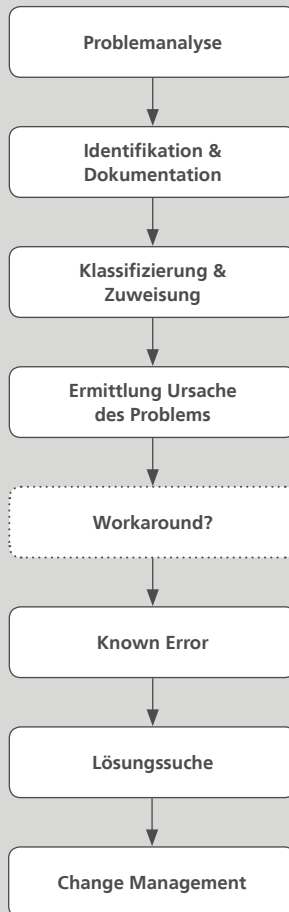 Problemanalyse
Identifikation &
Dokumentation
Klassifizierung &
Zuweisung
Ermittlung Ursache
des Problems
Workaround?
Known Error
Lösungssuche
Change Management